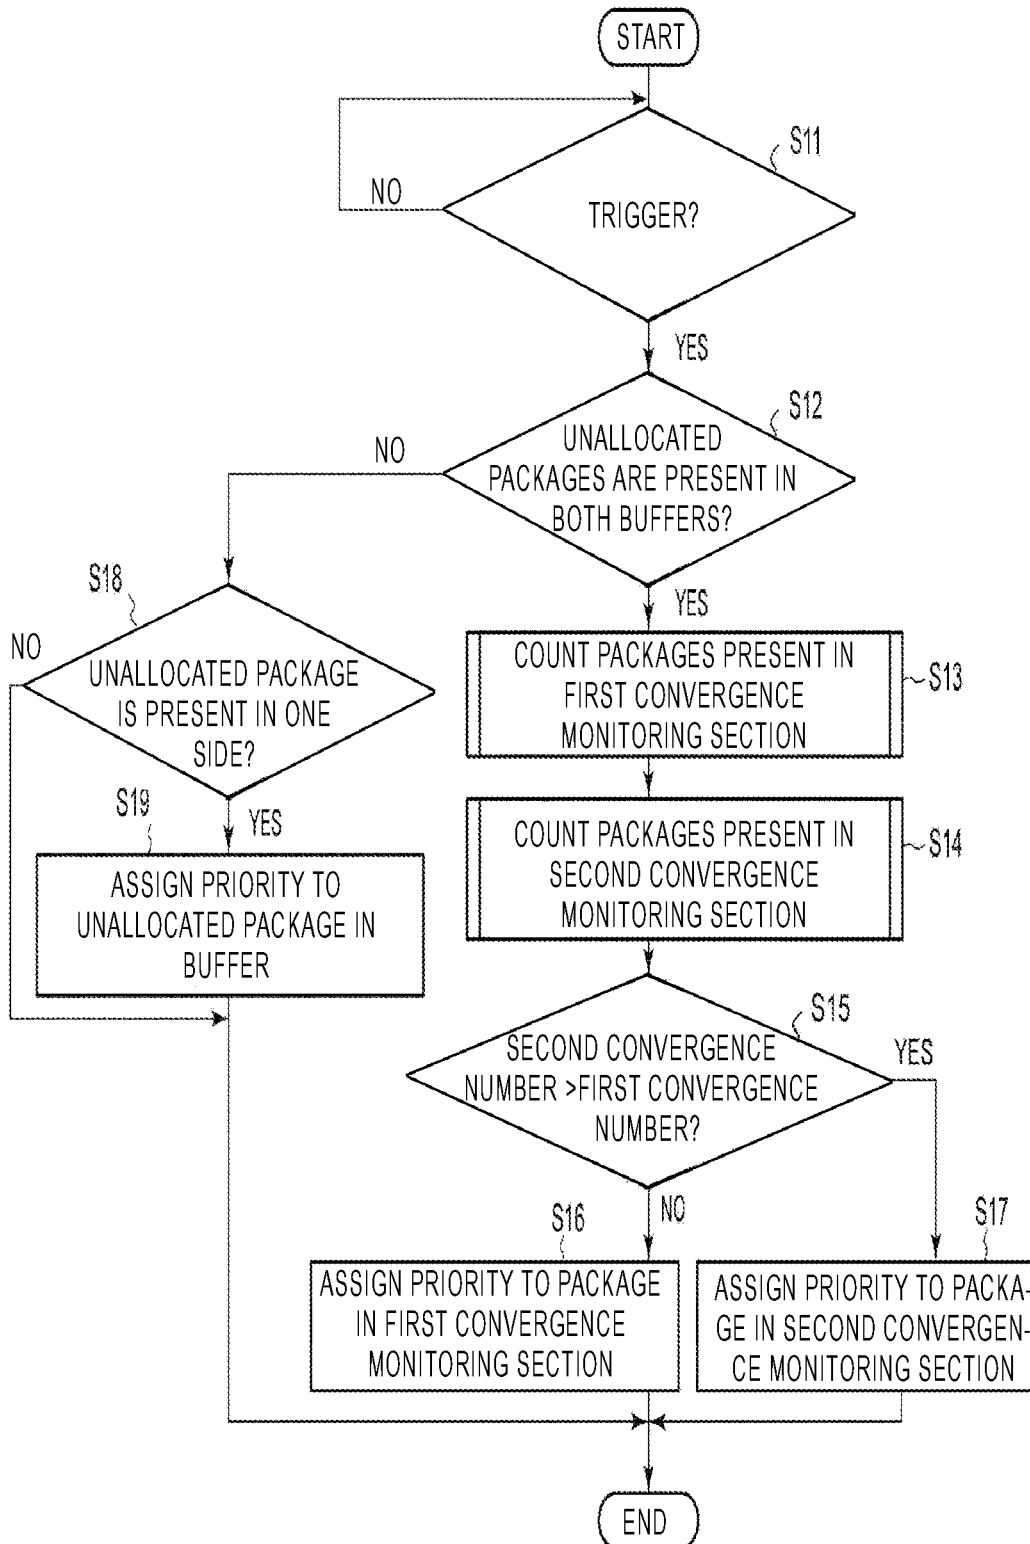 START
S11
NO
TRIGGER?
YES
S12
NO
UNALLOCATED
PACKAGES ARE PRESENT IN
BOTH BUFFERS?
YES
S18
NO
UNALLOCATED PACKAGE
IS PRESENT IN ONE
SIDE?
YES
S13
COUNT PACKAGES PRESENT IN
FIRST CONVERGENCE
MONITORING SECTION
S19
ASSIGN PRIORITY TO
UNALLOCATED PACKAGE IN
BUFFER
S14
COUNT PACKAGES PRESENT IN
SECOND CONVERGENCE
MONITORING SECTION
S15
SECOND CONVERGENCE
NUMBER >FIRST CONVERGENCE
NUMBER?
YES
NO
S16
ASSIGN PRIORITY TO PACKAGE
IN FIRST CONVERGENCE
MONITORING SECTION
S17
ASSIGN PRIORITY TO PACKA-
GE IN SECOND CONVERGEN-
CE MONITORING SECTION
END